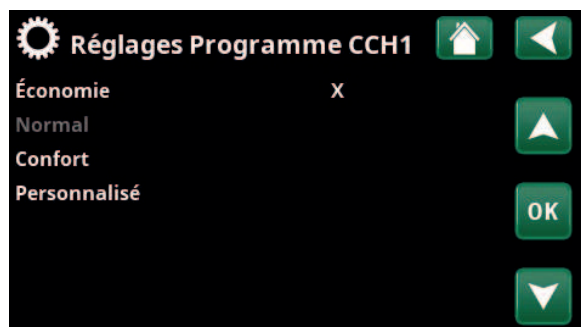 Réglages Programme CCH1
Économie X
Normal
Confort
Personnalisé
OK